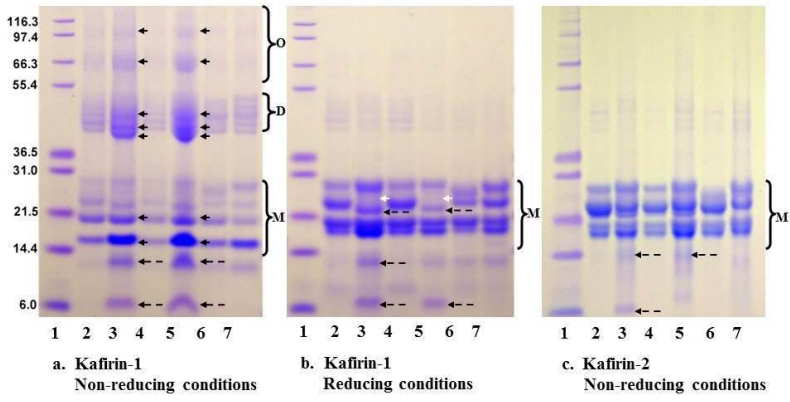 116.3
97.4
66.3
55.4
36.5
31.0
21.5
14.4
6.0
O
D
M
M
M
1 2 3 4 5 6 7
1 2 3 4 5 6 7
1 2 3 4 5 6 7
a. Kafirin-1
Non-reducing conditions
b. Kafirin-1
Reducing conditions
c. Kafirin-2
Non-reducing conditions